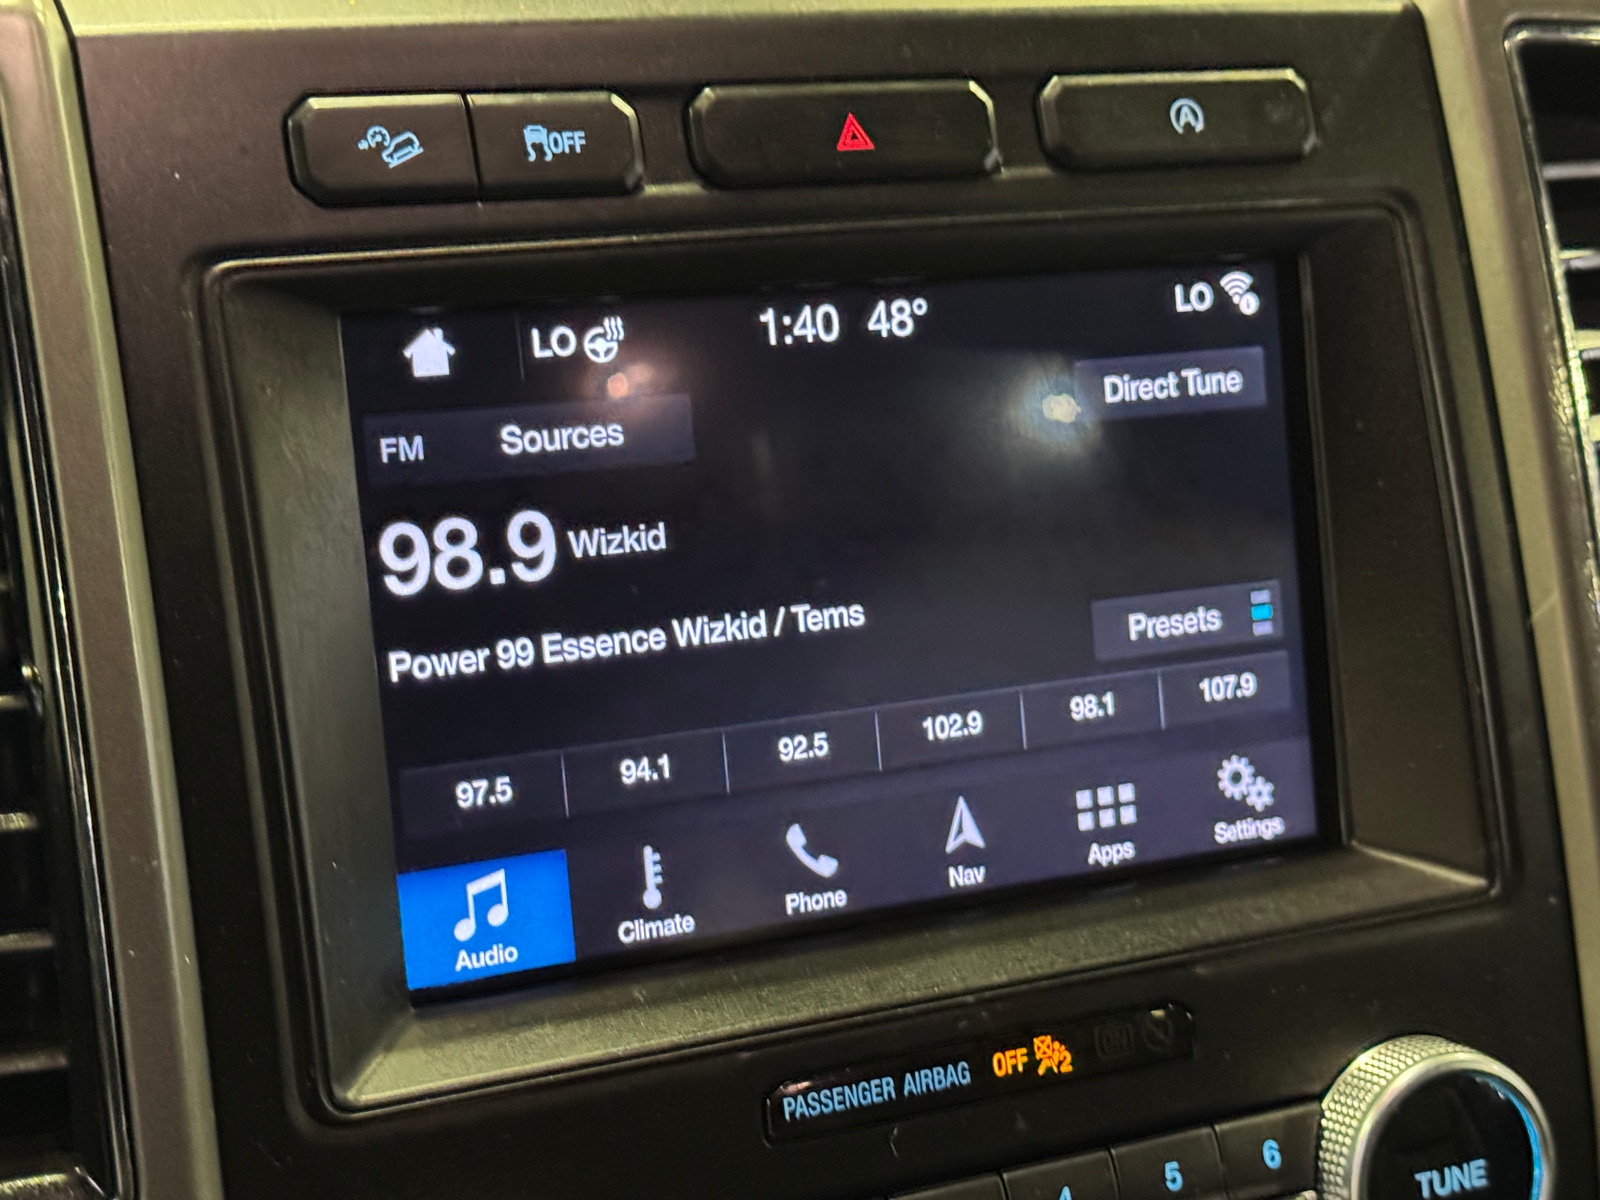 OFF
LO 1:40 48° LO
Direct Tune
FM Sources
98.9 Wizkid
Power 99 Essence Wizkid / Tems
Presets
97.5 94.1 92.5 102.9 98.1 107.9
Audio Climate Phone Nav Apps Settings
PASSENGER AIRBAG OFF 2
4 5 6
TUNE